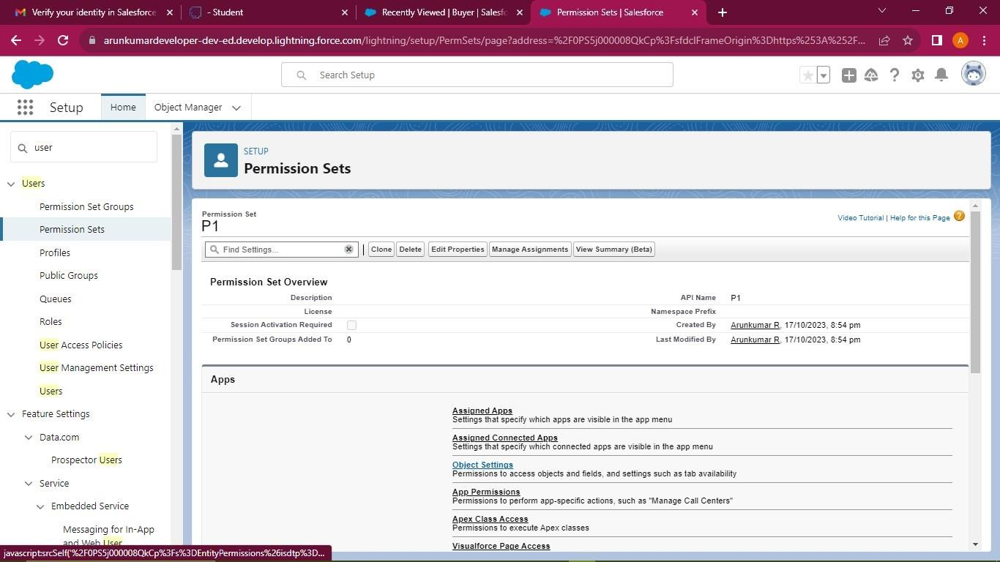 Verify your identity in Salesforce
- Student
Recently Viewed | Buyer | Salesf
Permission Sets | Salesforce
arunkumardeveloper-dev-ed.develop.lightning.force.com/lightning/setup/PermSets/page?address=%2F0PS5j000008QkCp%3FsfdcIFrameOrigin%3Dhttps%253A%252F...
A
Search Setup
Setup
Home
Object Manager
user
Users
Permission Set Groups
Permission Sets
Profiles
Public Groups
Queues
Roles
User Access Policies
User Management Settings
Users
Feature Settings
Data.com
Prospector Users
Service
Embedded Service
Messaging for In-App
and Web User
SETUP
Permission Sets
Permission Set
P1
Video Tutorial | Help for this Page
Find Settings...
Clone
Delete
Edit Properties
Manage Assignments
View Summary (Beta)
Permission Set Overview
Description
API Name P1
License
Namespace Prefix
Session Activation Required
Created By Arunkumar R, 17/10/2023, 8:54 pm
Permission Set Groups Added To 0
Last Modified By Arunkumar R, 17/10/2023, 8:54 pm
Apps
Assigned Apps
Settings that specify which apps are visible in the app menu
Assigned Connected Apps
Settings that specify which connected apps are visible in the app menu
Object Settings
Permissions to access objects and fields, and settings such as tab availability
App Permissions
Permissions to perform app-specific actions, such as "Manage Call Centers"
Apex Class Access
Permissions to execute Apex classes
Visualforce Page Access
javascript:srcSelf('%2F0PS5j000008QkCp%3Fs%3DEntityPermissions%26isdtp%3D...